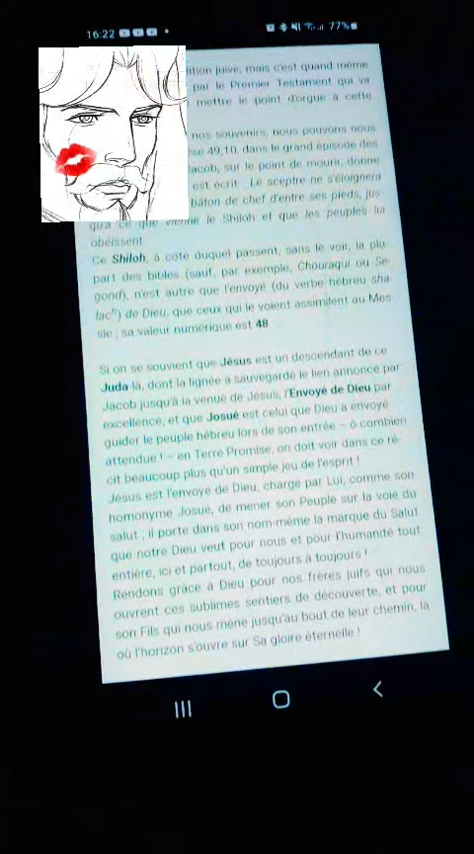 16:22
77%
ition juive, mais c'est quand même
par le Premier Testament qui va
mettre le point d'orgue à cette
nos souvenirs, nous pouvons nous
se 49,10, dans le grand épisode des
Jacob, sur le point de mourir, donne
est écrit : Le sceptre ne s'éloignera
bâton de chef d'entre ses pieds, jus
qu'à ce que vienne le Shiloh et que les peuples lui
obéissent.
Ce Shiloh, à côté duquel passent, sans le voir, la plu-
part des bibles (sauf, par exemple, Chouraqui ou Se-
gond), n'est autre que l'envoyé (du verbe hébreu sha-
lach) de Dieu, que ceux qui le voient assimilent au Mes
sie ; sa valeur numérique est 48
Si on se souvient que Jésus est un descendant de ce
Juda là, dont la lignée a sauvegardé le lien annoncé par
Jacob jusqu'à la venue de Jésus, l'Envoyé de Dieu par
excellence, et que Josué est celui que Dieu a envoyé
guider le peuple hébreu lors de son entrée – ô combien
attendue ! – en Terre Promise, on doit voir dans ce ré-
cit beaucoup plus qu'un simple jeu de l'esprit !
Jésus est l'envoyé de Dieu, chargé par Lui, comme son
homonyme Josué, de mener son Peuple sur la voie du
salut ; il porte dans son nom-même la marque du Salut
que notre Dieu veut pour nous et pour l'humanité tout
entière, ici et partout, de toujours à toujours !
Rendons grâce à Dieu pour nos frères juifs qui nous
ouvrent ces sublimes sentiers de découverte, et pour
son Fils qui nous mène jusqu'au bout de leur chemin, là
où l'horizon s'ouvre sur Sa gloire éternelle !